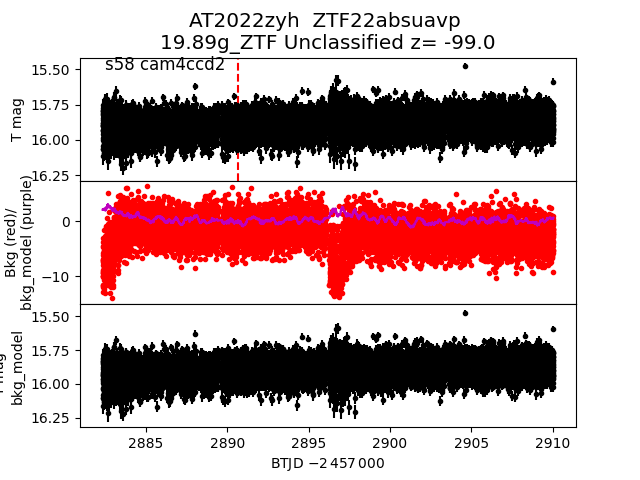 AT2022zyh  ZTF22absuavp
19.89g_ZTF Unclassified z= -99.0
s58 cam4ccd2
15.50
15.75
16.00
16.25
T mag
0
−10
Bkg (red)/
bkg_model (purple)
15.50
15.75
16.00
16.25
mag
bkg_model
2885
2890
2895
2900
2905
2910
BTJD −2 457 000